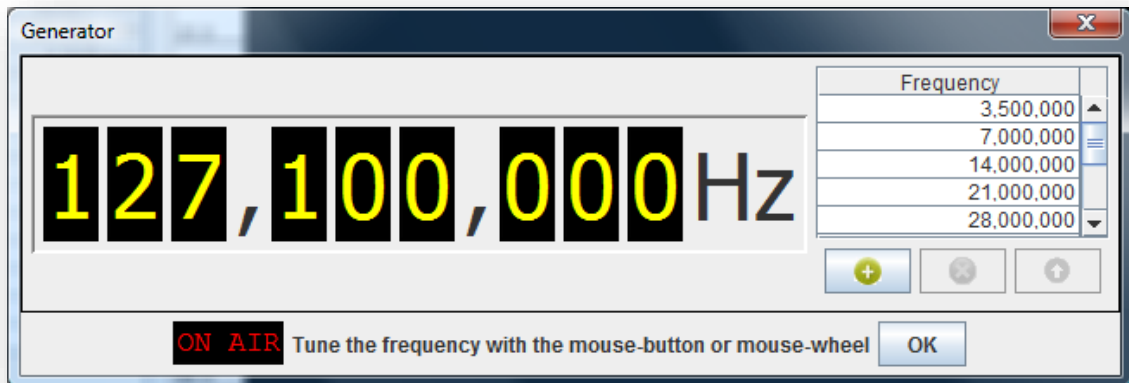 Generator
127,100,000Hz
Frequency
3,500,000
7,000,000
14,000,000
21,000,000
28,000,000
ON AIR Tune the frequency with the mouse-button or mouse-wheel OK